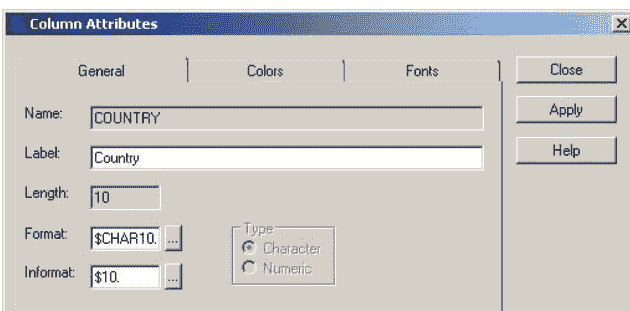 Column Attributes
General Colors Fonts
Close
Apply
Help
Name: COUNTRY
Label: Country
Length: 10
Format: $CHAR10. ...
Informat: $10. ...
Type
Character
Numeric